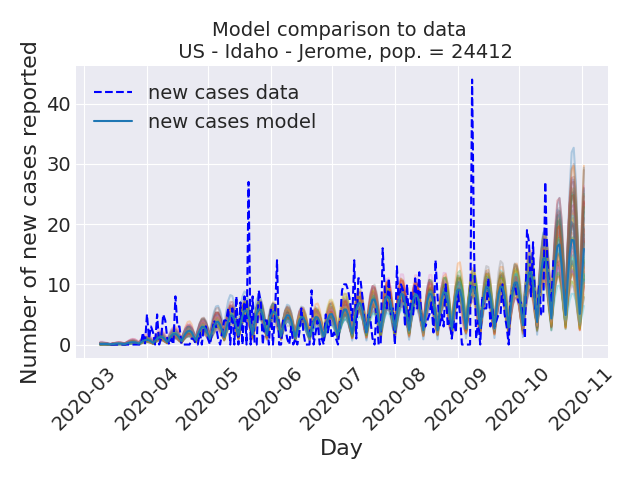 Model comparison to data
US - Idaho - Jerome, pop. = 24412
Number of new cases reported
40
30
20
10
0
new cases data
new cases model
2020-03
2020-04
2020-05
2020-06
2020-07
2020-08
2020-09
2020-10
2020-11
Day